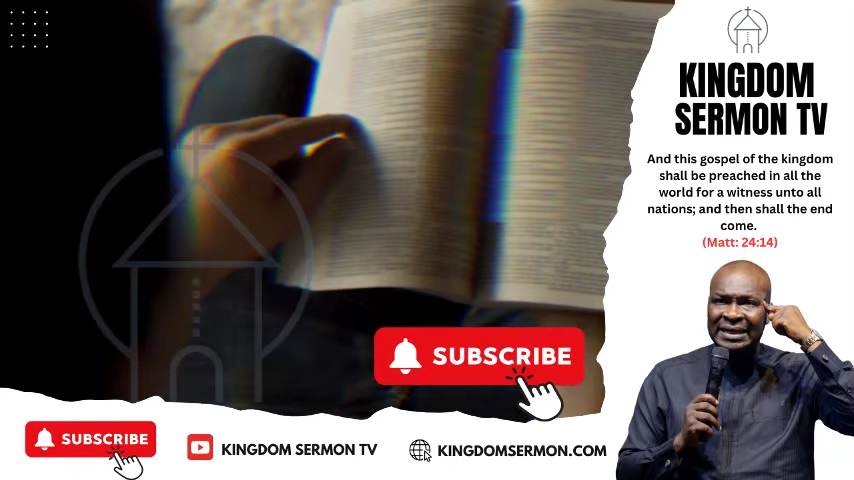 KINGDOM
SERMON TV
And this gospel of the kingdom
shall be preached in all the
world for a witness unto all
nations; and then shall the end
come.
(Matt: 24:14)
SUBSCRIBE
SUBSCRIBE
KINGDOM SERMON TV
KINGDOMSERMON.COM